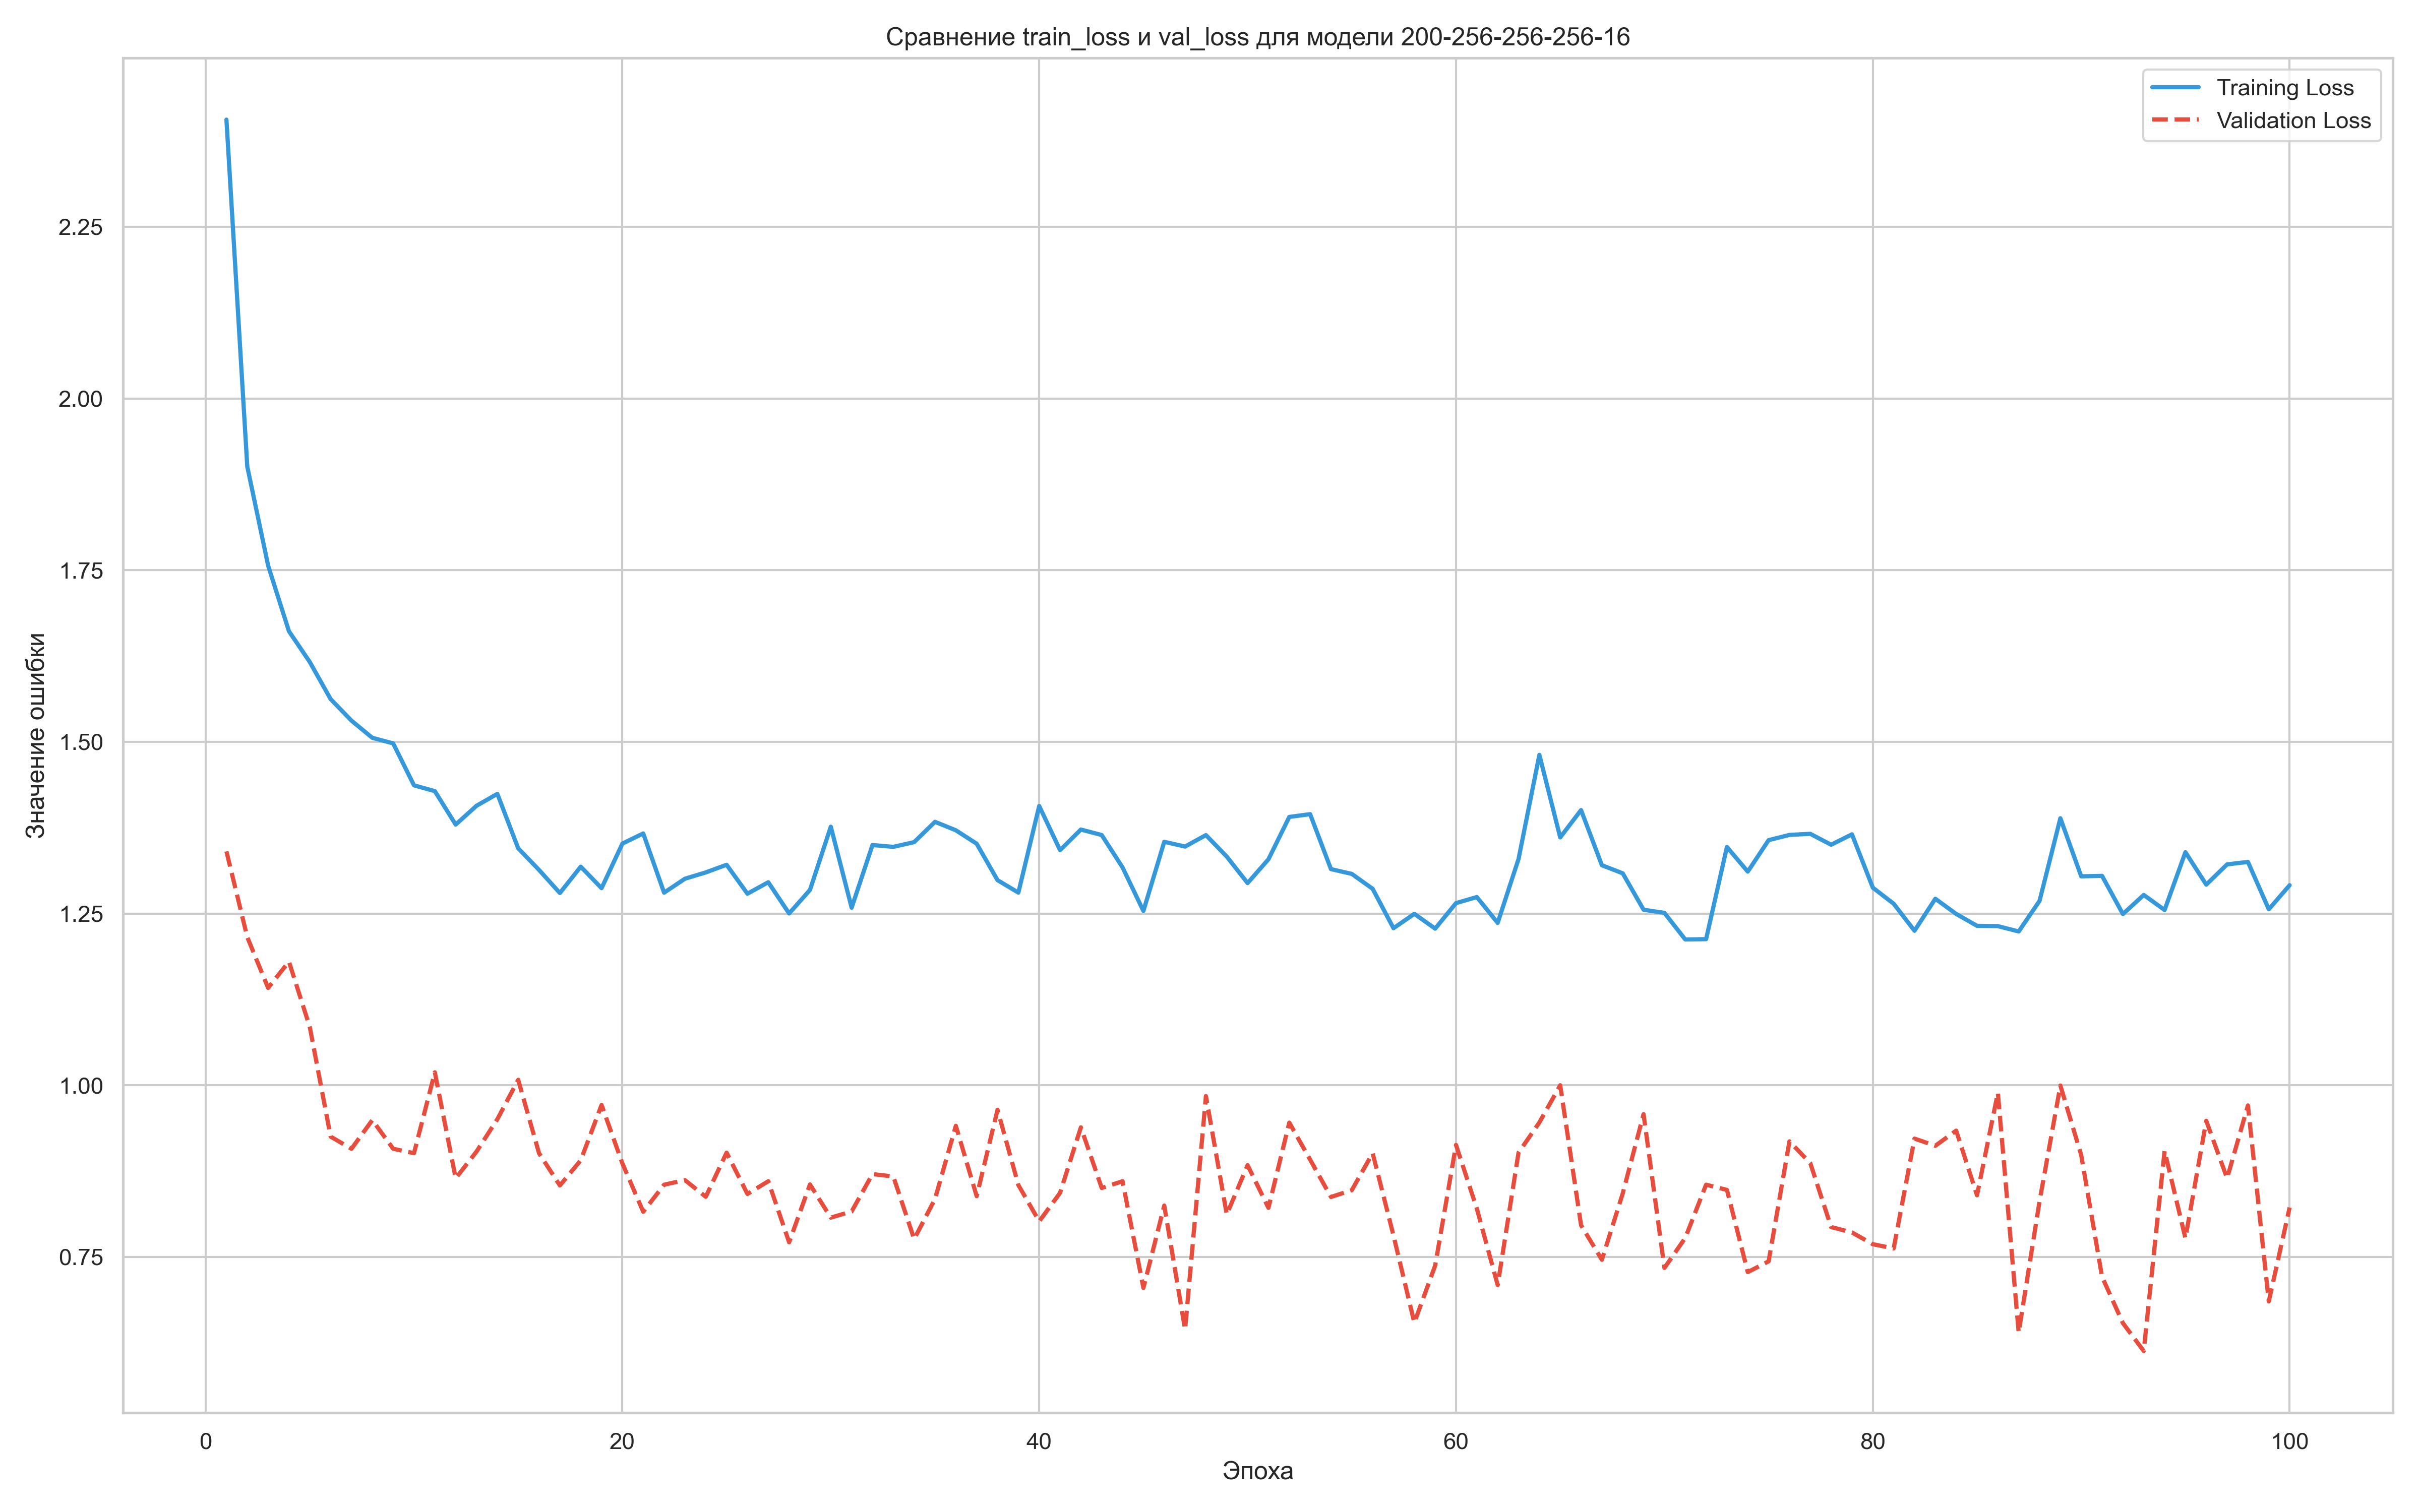 Сравнение train_loss и val_loss для модели 200-256-256-256-16
Training Loss
Validation Loss
2.25
2.00
1.75
1.50
1.25
1.00
0.75
Значение ошибки
0
20
40
60
80
100
Эпоха